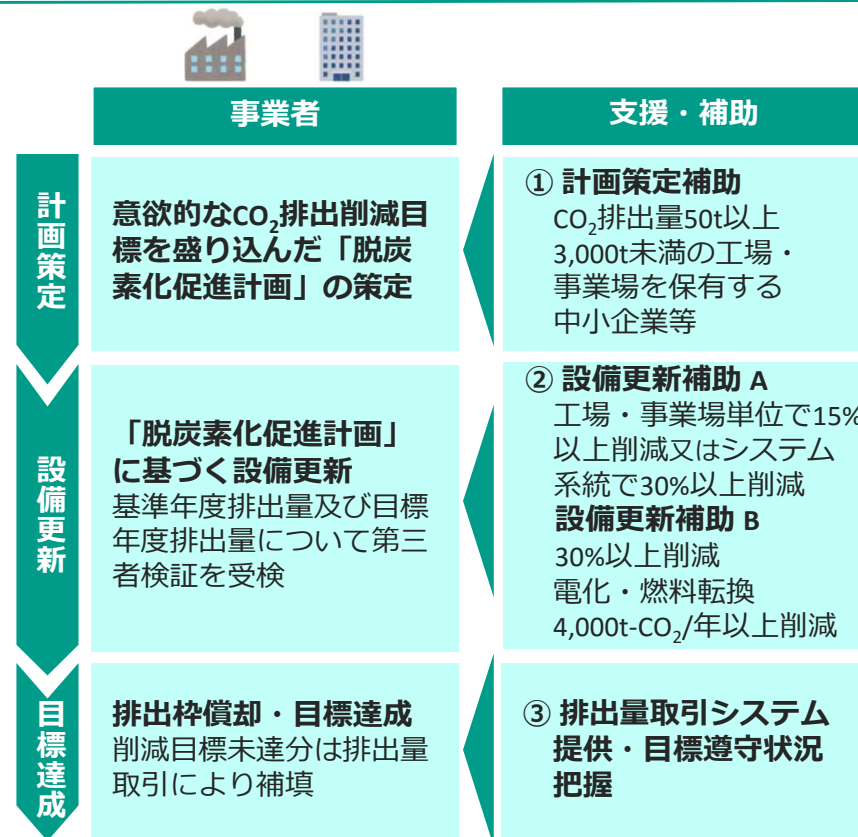 事業者
支援・補助
計画策定
意欲的なCO₂排出削減目
標を盛り込んだ「脱炭
素化促進計画」の策定
① 計画策定補助
CO₂排出量50t以上
3,000t未満の工場・
事業場を保有する
中小企業等
設備更新
「脱炭素化促進計画」
に基づく設備更新
基準年度排出量及び目標
年度排出量について第三
者検証を受検
② 設備更新補助 A
工場・事業場単位で15%
以上削減又はシステム
系統で30%以上削減
設備更新補助 B
30%以上削減
電化・燃料転換
4,000t-CO₂/年以上削減
目標達成
排出枠償却・目標達成
削減目標未達分は排出量
取引により補填
③ 排出量取引システム
提供・目標遵守状況
把握